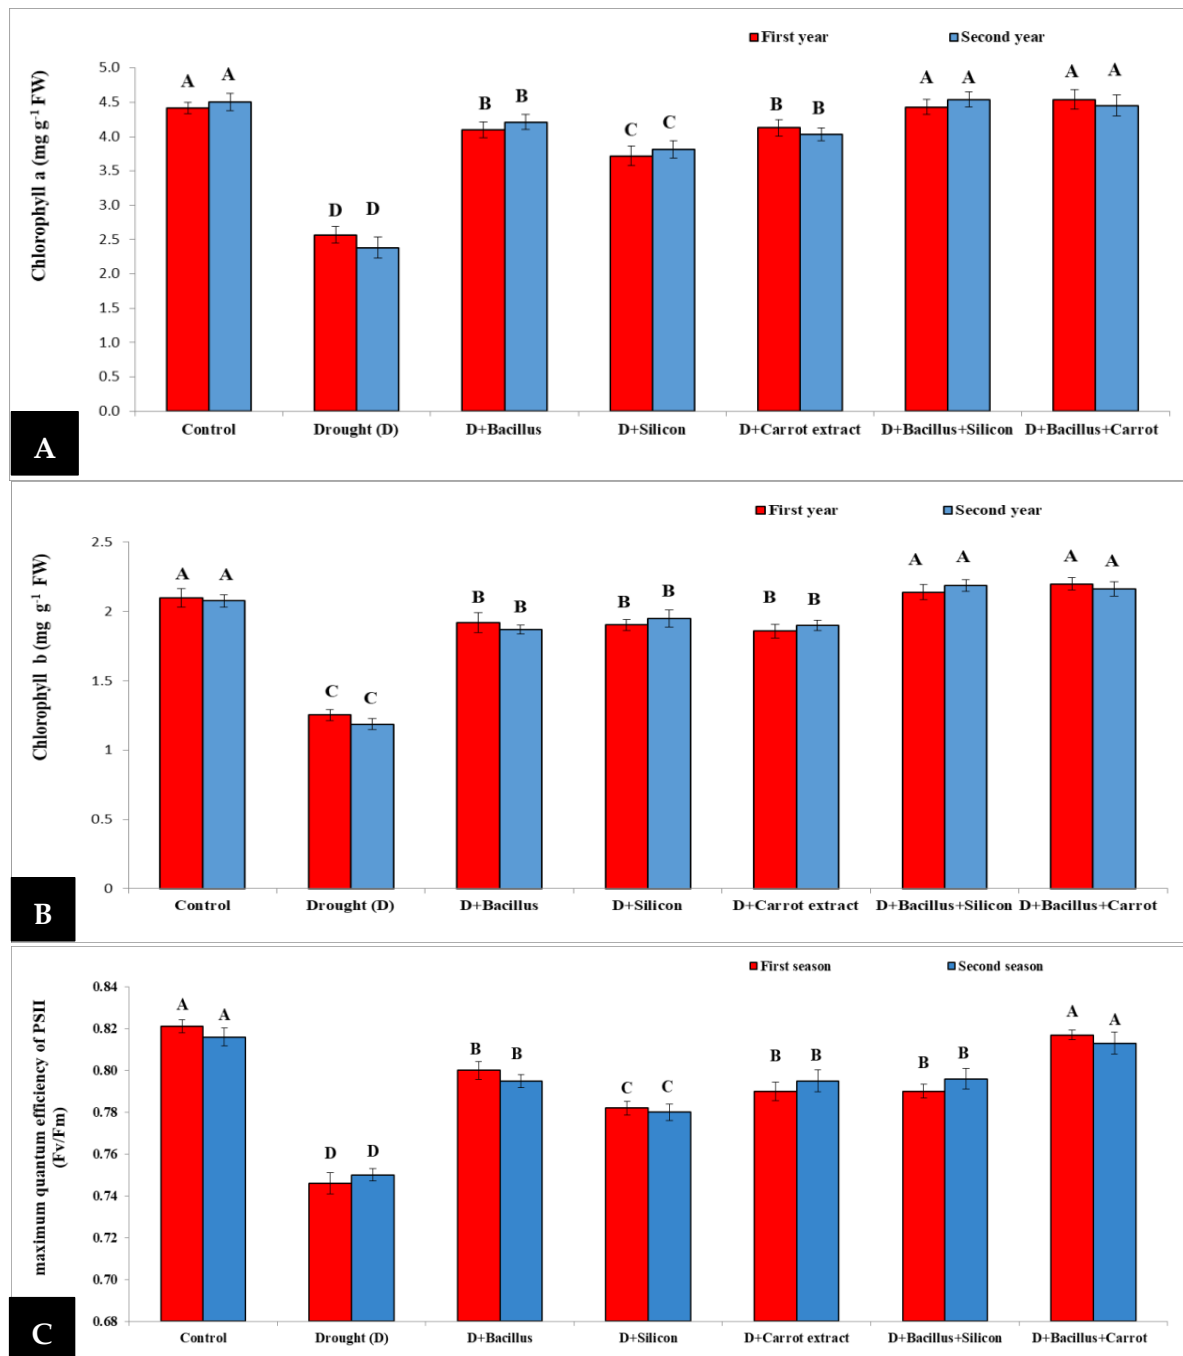 First year Second year
Chlorophyll a (mg g⁻¹ FW)
5.0
4.5
4.0
3.5
3.0
2.5
2.0
1.5
1.0
0.5
0.0
A A D D B B C C B B A A A A
Control Drought (D) D+Bacillus D+Silicon D+Carrot extract D+Bacillus+Silicon D+Bacillus+Carrot
A
First year Second year
Chlorophyll b (mg g⁻¹ FW)
2.5
2
1.5
1
0.5
0
A A C C B B B B B B A A A A
Control Drought (D) D+Bacillus D+Silicon D+Carrot extract D+Bacillus+Silicon D+Bacillus+Carrot
B
First season Second season
maximum quantum efficiency of PSII
(Fv/Fm)
0.84
0.82
0.80
0.78
0.76
0.74
0.72
0.70
0.68
A A D D B B C C B B B B A A
Control Drought (D) D+Bacillus D+Silicon D+Carrot extract D+Bacillus+Silicon D+Bacillus+Carrot
C